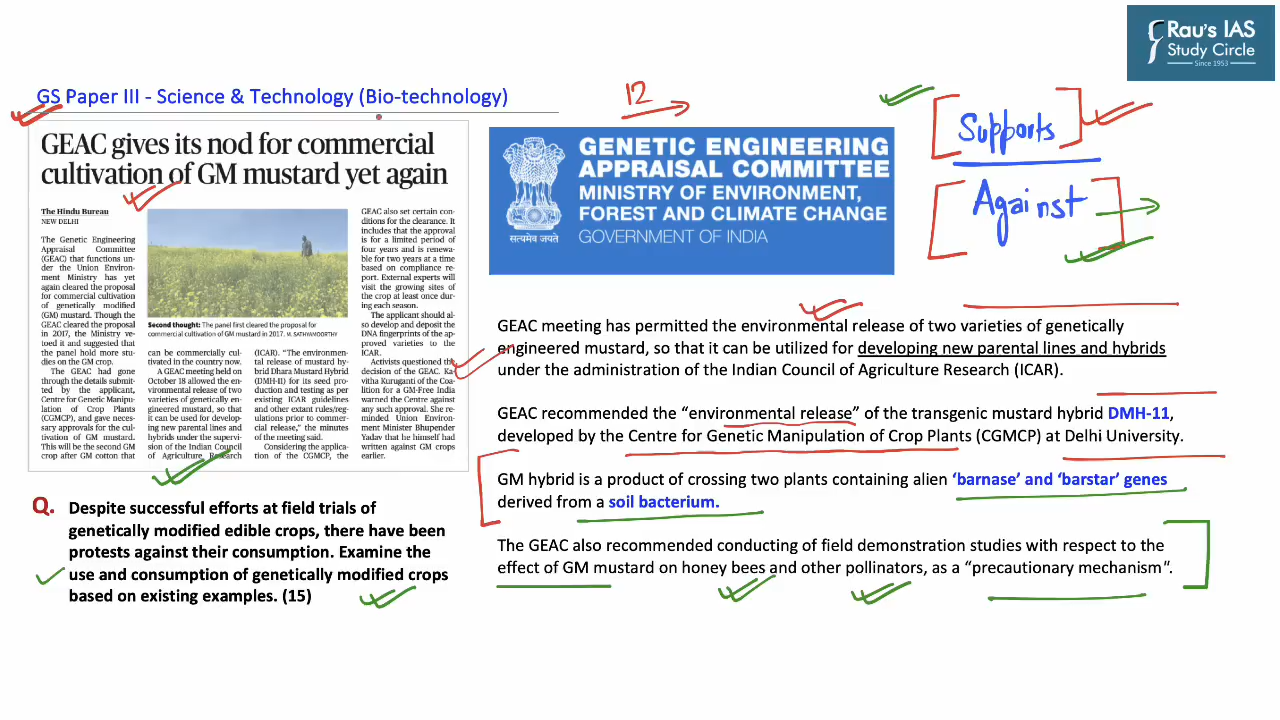 Rau's IAS
Study Circle
Since 1953
GS Paper III - Science & Technology (Bio-technology)
12
Supports
Against
GEAC gives its nod for commercial
cultivation of GM mustard yet again
The Hindu Bureau
NEW DELHI
The Genetic Engineering
Appraisal Committee
(GEAC) that functions un-
der the Union Environ-
ment Ministry has yet
again cleared the proposal
for commercial cultivation
of genetically modified
(GM) mustard. Though the
GEAC cleared the proposal
in 2017, the Ministry ve-
toed it and suggested that
the panel hold more stu-
dies on the GM crop.
The GEAC had gone
through the details submit-
ted by the applicant,
Centre for Genetic Manipu-
lation of Crop Plants
(CGMCP), and gave neces-
sary approvals for the cul-
tivation of GM mustard.
This will be the second GM
crop after GM cotton that
Second thought: The panel first cleared the proposal for
commercial cultivation of GM mustard in 2017. M. SATHYAMOORTHY
can be commercially cul-
tivated in the country now.
A GEAC meeting held on
October 18 allowed the en-
vironmental release of two
varieties of genetically en-
gineered mustard, so that
it can be used for develop-
ing new parental lines and
hybrids under the supervi-
sion of the Indian Council
of Agriculture Research
(ICAR). "The environmen-
tal release of mustard hy-
brid Dhara Mustard Hybrid
(DMH-11) for its seed pro-
duction and testing as per
existing ICAR guidelines
and other extant rules/reg-
ulations prior to commer-
cial release," the minutes
of the meeting said.
Considering the applica-
tion of the CGMCP, the
GEAC also set certain con-
ditions for the clearance. It
includes that the approval
is for a limited period of
four years and is renewa-
ble for two years at a time
based on compliance re-
port. External experts will
visit the growing sites of
the crop at least once dur-
ing each season.
The applicant should al-
so develop and deposit the
DNA fingerprints of the ap-
proved varieties to the
ICAR.
Activists questioned the
decision of the GEAC. Ka-
vitha Kuruganti of the Coa-
lition for a GM-Free India
warned the Centre against
any such approval. She re-
minded Union Environ-
ment Minister Bhupender
Yadav that he himself had
written against GM crops
earlier.
सत्यमेव जयते
GENETIC ENGINEERING
APPRAISAL COMMITTEE
MINISTRY OF ENVIRONMENT,
FOREST AND CLIMATE CHANGE
GOVERNMENT OF INDIA
GEAC meeting has permitted the environmental release of two varieties of genetically
engineered mustard, so that it can be utilized for developing new parental lines and hybrids
under the administration of the Indian Council of Agriculture Research (ICAR).
GEAC recommended the “environmental release” of the transgenic mustard hybrid DMH-11,
developed by the Centre for Genetic Manipulation of Crop Plants (CGMCP) at Delhi University.
GM hybrid is a product of crossing two plants containing alien ‘barnase’ and ‘barstar’ genes
derived from a soil bacterium.
The GEAC also recommended conducting of field demonstration studies with respect to the
effect of GM mustard on honey bees and other pollinators, as a “precautionary mechanism”.
Q. Despite successful efforts at field trials of
genetically modified edible crops, there have been
protests against their consumption. Examine the
use and consumption of genetically modified crops
based on existing examples. (15)